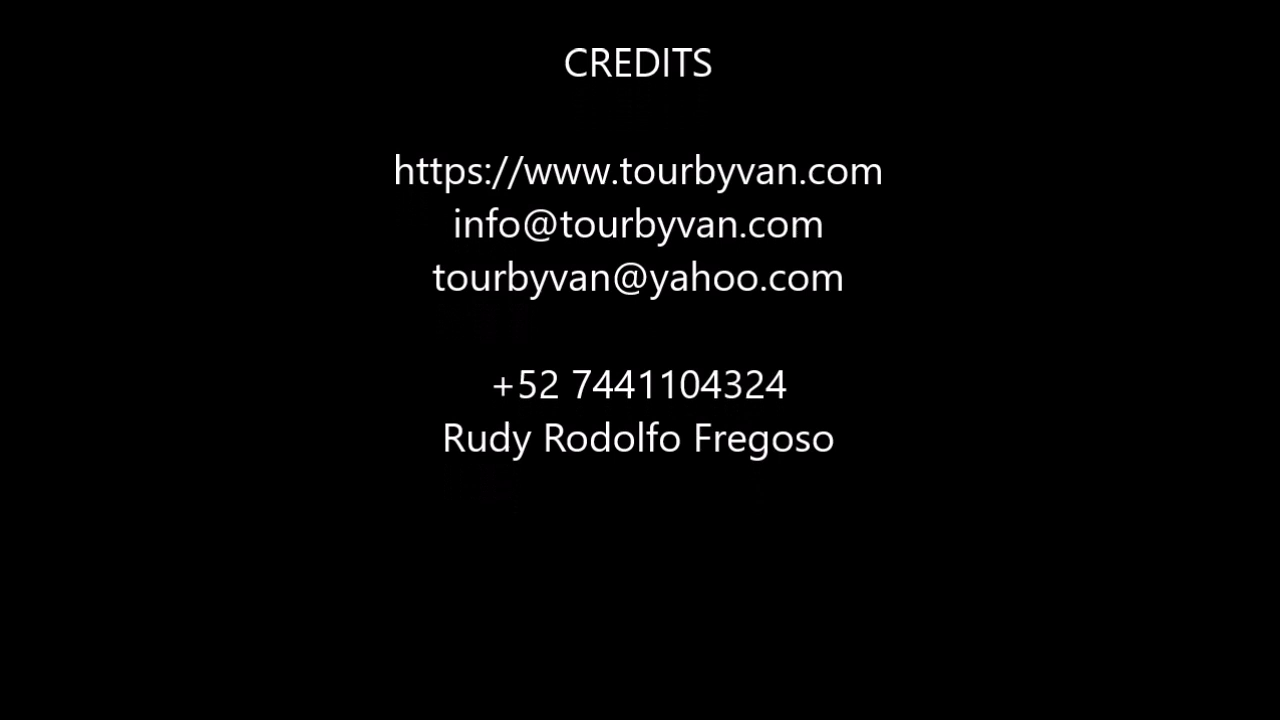 CREDITS
https://www.tourbyvan.com
info@tourbyvan.com
tourbyvan@yahoo.com
+52 7441104324
Rudy Rodolfo Fregoso